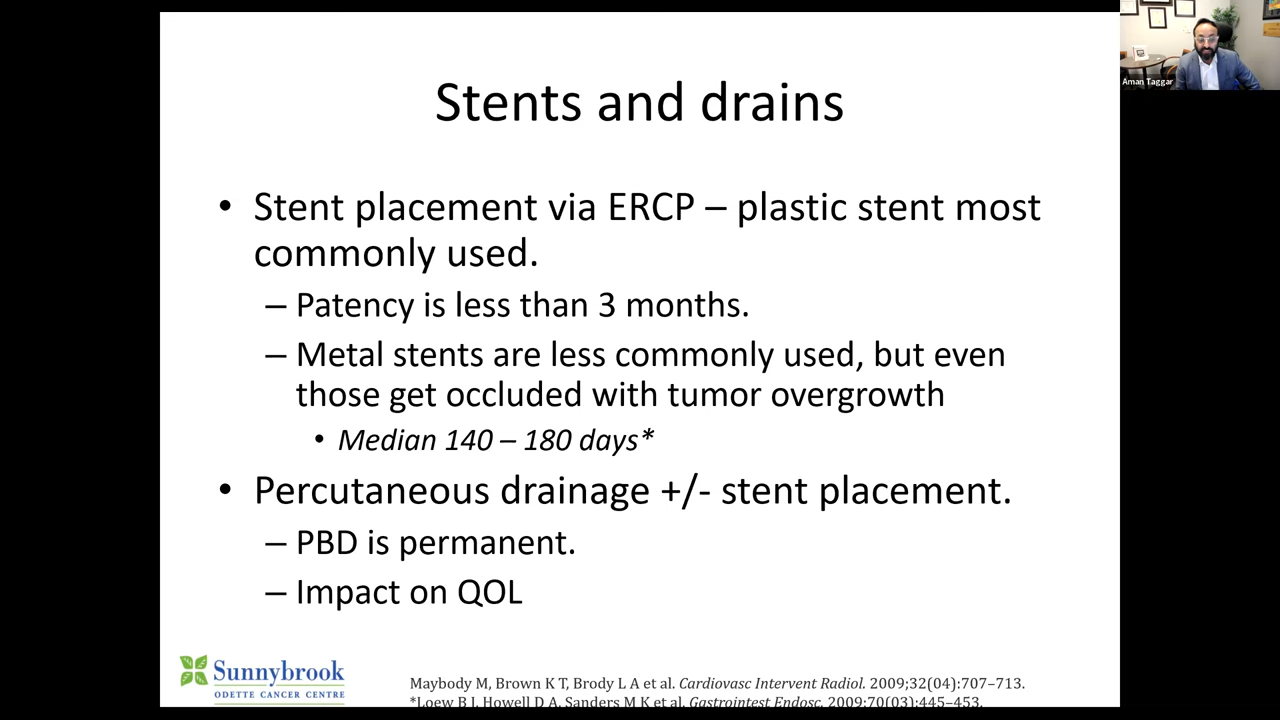 Aman Taggar
Stents and drains
• Stent placement via ERCP – plastic stent most
commonly used.
– Patency is less than 3 months.
– Metal stents are less commonly used, but even
those get occluded with tumor overgrowth
• Median 140 – 180 days*
• Percutaneous drainage +/- stent placement.
– PBD is permanent.
– Impact on QOL
Sunnybrook
ODETTE CANCER CENTRE
Maybody M, Brown K T, Brody L A et al. Cardiovasc Intervent Radiol. 2009;32(04):707–713.
*Loew B J, Howell D A, Sanders M K et al. Gastrointest Endosc. 2009;70(03):445–453.